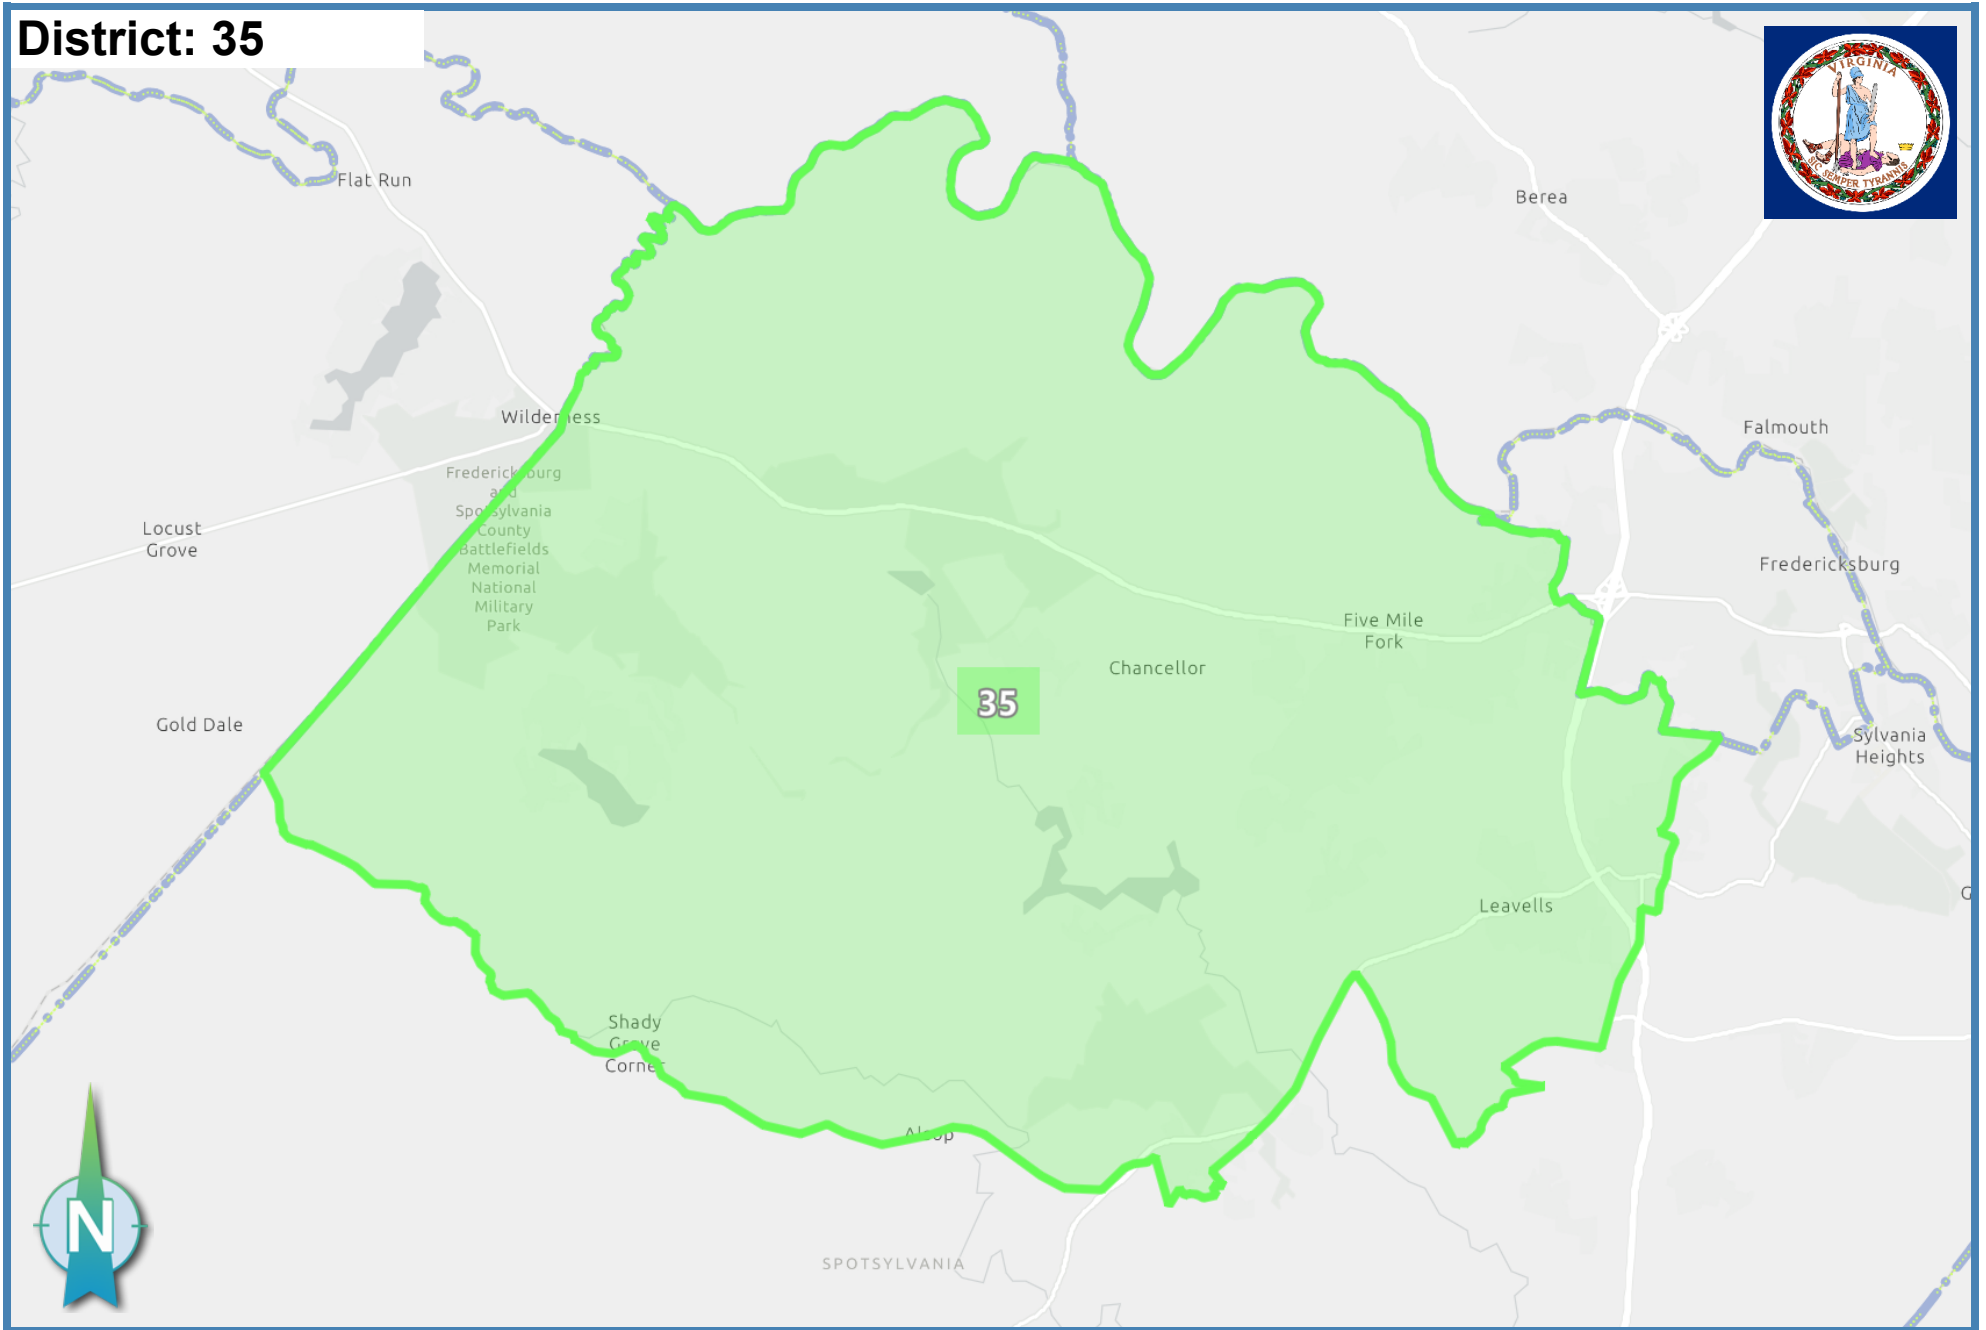 District: 35
VIRGINIA
SIC SEMPER TYRANNIS
Flat Run
Berea
Wilderness
Falmouth
Fredericksburg
and
Spotsylvania
County
Battlefields
Memorial
National
Military
Park
Locust
Grove
Fredericksburg
Five Mile
Fork
Chancellor
35
Gold Dale
Sylvania
Heights
Leavells
Shady
Grove
Corner
Alsop
SPOTSYLVANIA
N